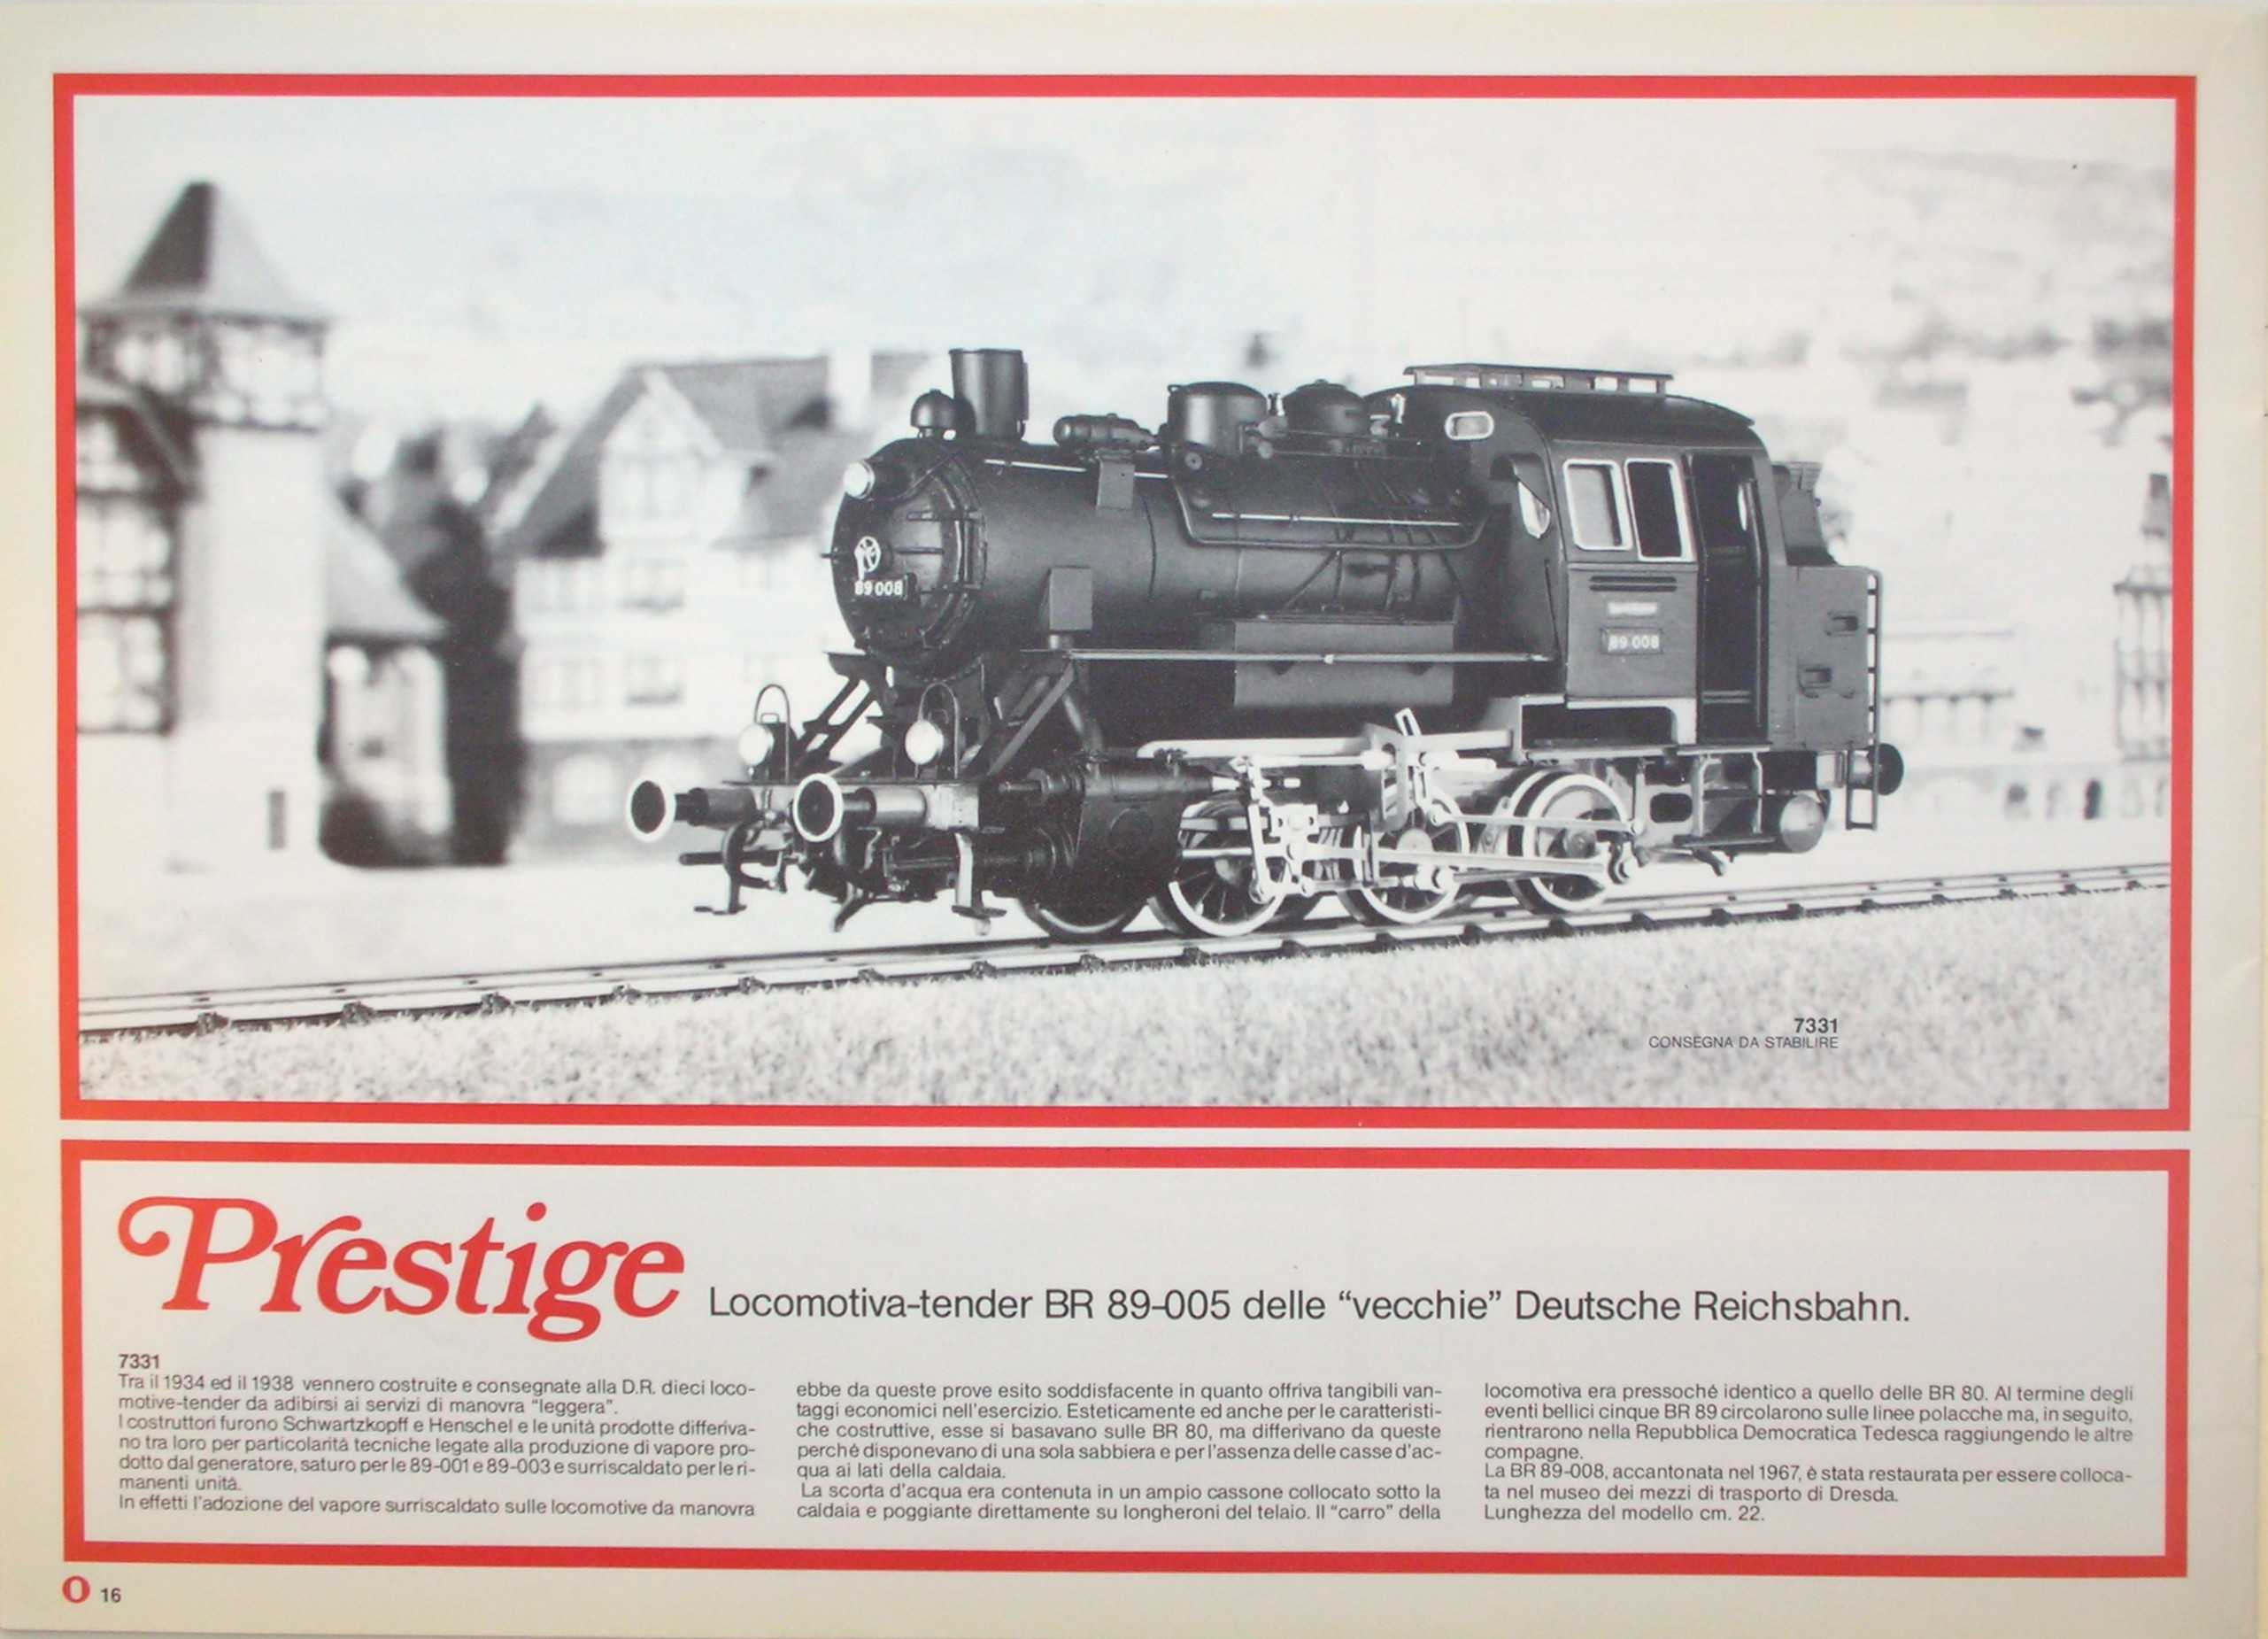 89 008
89 008
7331
CONSEGNA DA STABILIRE
Prestige Locomotiva-tender BR 89-005 delle “vecchie” Deutsche Reichsbahn.
7331
Tra il 1934 ed il 1938 vennero costruite e consegnate alla D.R. dieci loco-
motive-tender da adibirsi ai servizi di manovra “leggera”.
I costruttori furono Schwartzkopff e Henschel e le unità prodotte differiva-
no tra loro per particolarità tecniche legate alla produzione di vapore pro-
dotto dal generatore, saturo per le 89-001 e 89-003 e surriscaldato per le ri-
manenti unità.
In effetti l'adozione del vapore surriscaldato sulle locomotive da manovra
ebbe da queste prove esito soddisfacente in quanto offriva tangibili van-
taggi economici nell'esercizio. Esteticamente ed anche per le caratteristi-
che costruttive, esse si basavano sulle BR 80, ma differivano da queste
perché disponevano di una sola sabbiera e per l'assenza delle casse d'ac-
qua ai lati della caldaia.
La scorta d'acqua era contenuta in un ampio cassone collocato sotto la
caldaia e poggiante direttamente su longheroni del telaio. Il “carro” della
locomotiva era pressoché identico a quello delle BR 80. Al termine degli
eventi bellici cinque BR 89 circolarono sulle linee polacche ma, in seguito,
rientrarono nella Repubblica Democratica Tedesca raggiungendo le altre
compagne.
La BR 89-008, accantonata nel 1967, è stata restaurata per essere colloca-
ta nel museo dei mezzi di trasporto di Dresda.
Lunghezza del modello cm. 22.
O 16